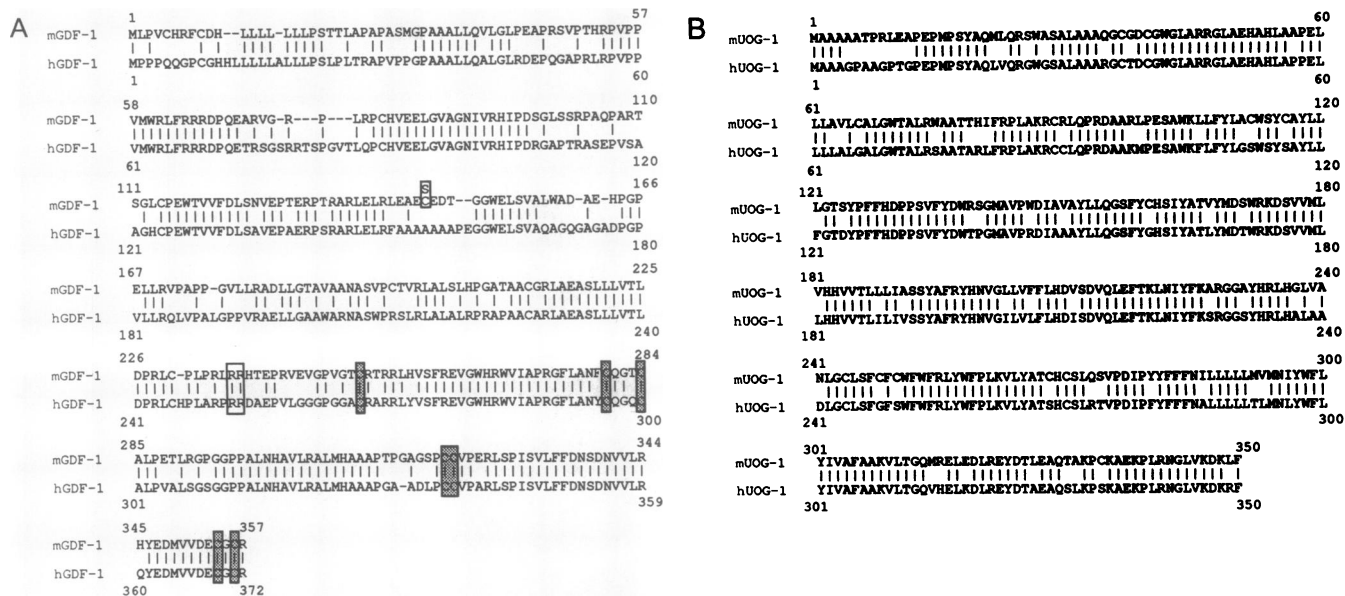 A
1 57
mGDF-1 MLPVCHRFCDH--LLLLL-LLLPSTTLAPAPASMGPAAALLQVLGLPEAPRSVPTHRPVPP
hGDF-1 MPPPQQGPCGHHLLLLLALLLPSLPLTRAPVPPGPAAALLQALGLRDEPQGAPRLRPVPP
1 60
58 110
mGDF-1 VMWRLFRRRDPQEARVG-R---P---LRPCHVEELGVAGNIVRHIPDSGLSSRPAQPART
hGDF-1 VMWRLFRRRDPQETRSGSRRTSPGVTLQPCHVEELGVAGNIVRHIPDRGAPTRASEPVSA
61 120
111 166
S
mGDF-1 SGLCPEWTVVFDLSNVEPTERPTRARLELRLEAECEDT--GGWELSVALWAD-AE-HPGP
hGDF-1 AGHCPEWTVVFDLSAVEPAERPSRARLELRFAAAAAAAPEGGWELSVAQAGQGAGADPGP
121 180
167 225
mGDF-1 ELLRVPAPP-GVLLRADLLGTAVAANASVPCTVRLALSLHPGATAACGRLAEASLLLVTL
hGDF-1 VLLRQLVPALGPPVRAELLGAAWARNASWPRSLRLALALRPRAPAACARLAEASLLLVTL
181 240
226 284
mGDF-1 DPRLC-PLPRLRRHTEPRVEVGPVGTCRTRRLHVSFREVGWHRWVIAPRGFLANFCQGTC
hGDF-1 DPRLCHPLARPRRDAEPVLGGGPGGACRARRLYVSFREVGWHRWVIAPRGFLANYCQGQC
241 300
285 344
mGDF-1 ALPETLRGPGGPPALNHAVLRALMHAAAPTPGAGSPCCVPERLSPISVLFFDNSDNVVLR
hGDF-1 ALPVALSGSGGPPALNHAVLRALMHAAAPGA-ADLPCCVPARLSPISVLFFDNSDNVVLR
301 359
345 357
mGDF-1 HYEDMVVDECGCR
hGDF-1 QYEDMVVDECGCR
360 372
B
1 60
mUOG-1 MAAAAATPRLEAPEPMPSYAQMLQRSWASALAAAQGCGDCGWGLARRGLAEHAHLAAPEL
hUOG-1 MAAAGPAAGPTGPEPMPSYAQLVQRGWGSALAAARGCTDCGWGLARRGLAEHAHLAPPEL
1 60
61 120
mUOG-1 LLAVLCALGWTALRWAATTHIFRPLAKRCRLQPRDAARLPESAWKLLFYLACWSYCAYLL
hUOG-1 LLLALGALGWTALRSAATARLFRPLAKRCCLQPRDAAKMPESAWKFLFYLGSWSYSAYLL
61 120
121 180
mUOG-1 LGTSYPFFHDPPSVFYDWRSGMAVPWDIAVAYLLQGSFYCHSIYATVYMDSWRKDSVVML
hUOG-1 FGTDYPFFHDPPSVFYDWTPGMAVPRDIAAAYLLQGSFYGHSIYATLYMDTWRKDSVVML
121 180
181 240
mUOG-1 VHHVVTLLLIASSYAFRYHNVGLLVFFLHDVSDVQLEFTKLNIYFKARGGAYHRLHGLVA
hUOG-1 LHHVVTLILIVSSYAFRYHNVGILVLFLHDISDVQLEFTKLNIYFKSRGGSYHRLHALAA
181 240
241 300
mUOG-1 NLGCLSFCFCWFWFRLYWFPLKVLYATCHCSLQSVPDIPYYFFFNILLLLLMVMNIYWFL
hUOG-1 DLGCLSFGFSWFWFRLYWFPLKVLYATSHCSLRTVPDIPFYFFFNALLLLLTLMNLYWFL
241 300
301 350
mUOG-1 YIVAFAAKVLTGQMRELEDLREYDTLEAQTAKPCKAEKPLRNGLVKDKLF
hUOG-1 YIVAFAAKVLTGQVHELKDLREYDTAEAQSLKPSKAEKPLRNGLVKDKRF
301 350